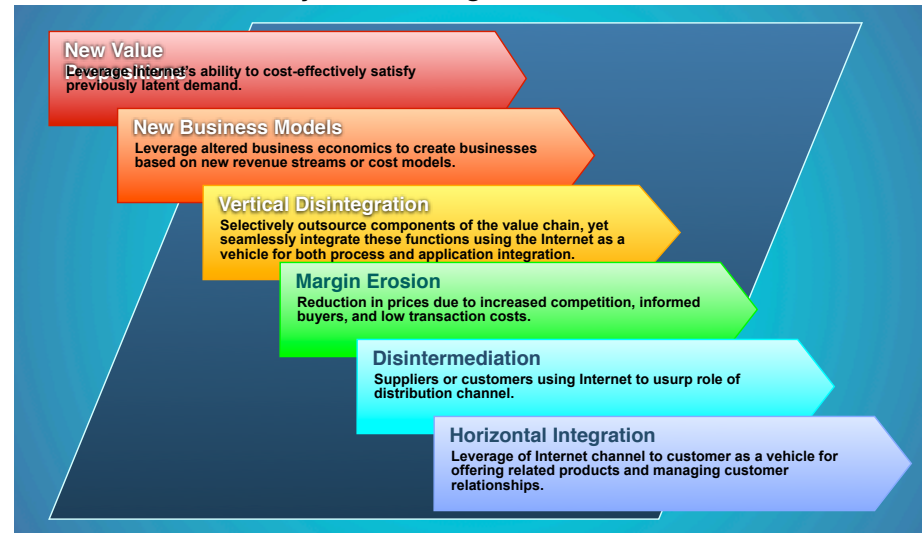 New Value
Propositions
Leverage Internet's ability to cost-effectively satisfy
previously latent demand.
New Business Models
Leverage altered business economics to create businesses
based on new revenue streams or cost models.
Vertical Disintegration
Selectively outsource components of the value chain, yet
seamlessly integrate these functions using the Internet as a
vehicle for both process and application integration.
Margin Erosion
Reduction in prices due to increased competition, informed
buyers, and low transaction costs.
Disintermediation
Suppliers or customers using Internet to usurp role of
distribution channel.
Horizontal Integration
Leverage of Internet channel to customer as a vehicle for
offering related products and managing customer
relationships.